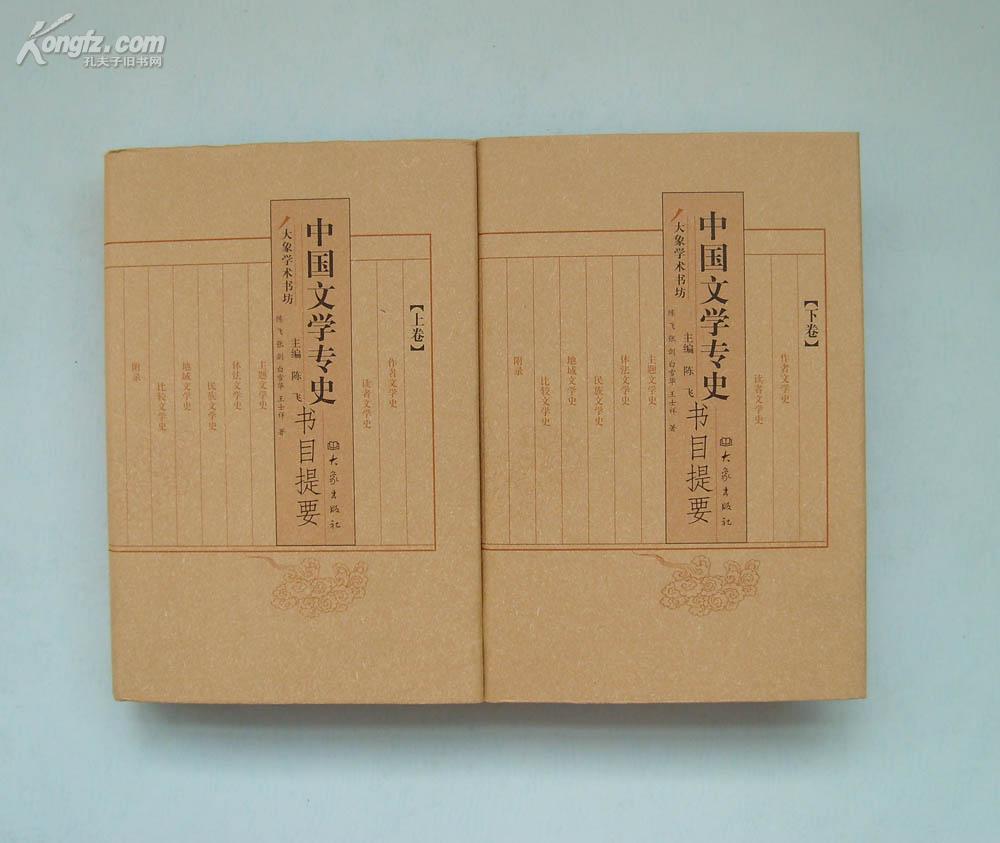 Kongfz.com
孔夫子旧书网
【上卷】
作者文学史
读者文学史
中国文学专史
书目提要
大象出版社
大象学术书坊
主编 陈飞
陈飞 张剑 白雪华 王士祥 著
主题文学史
体法文学史
民族文学史
地域文学史
比较文学史
附录
【下卷】
作者文学史
读者文学史
中国文学专史
书目提要
大象出版社
大象学术书坊
主编 陈飞
陈飞 张剑 白雪华 王士祥 著
主题文学史
体法文学史
民族文学史
地域文学史
比较文学史
附录